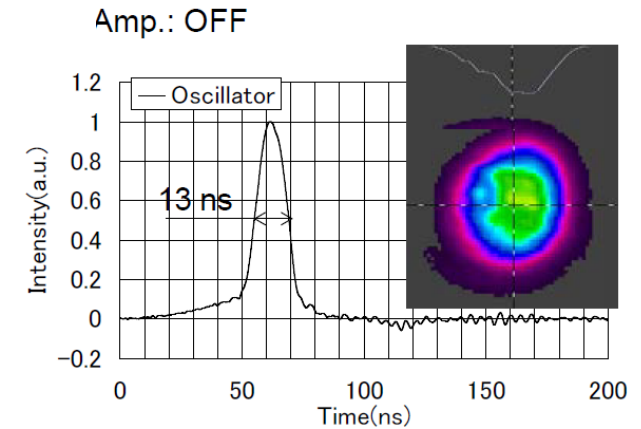 Amp.: OFF
1.2
Oscillator
1
0.8
0.6
13 ns
0.4
0.2
0
-0.2
Intensity(a.u.)
0 50 100 150 200
Time(ns)